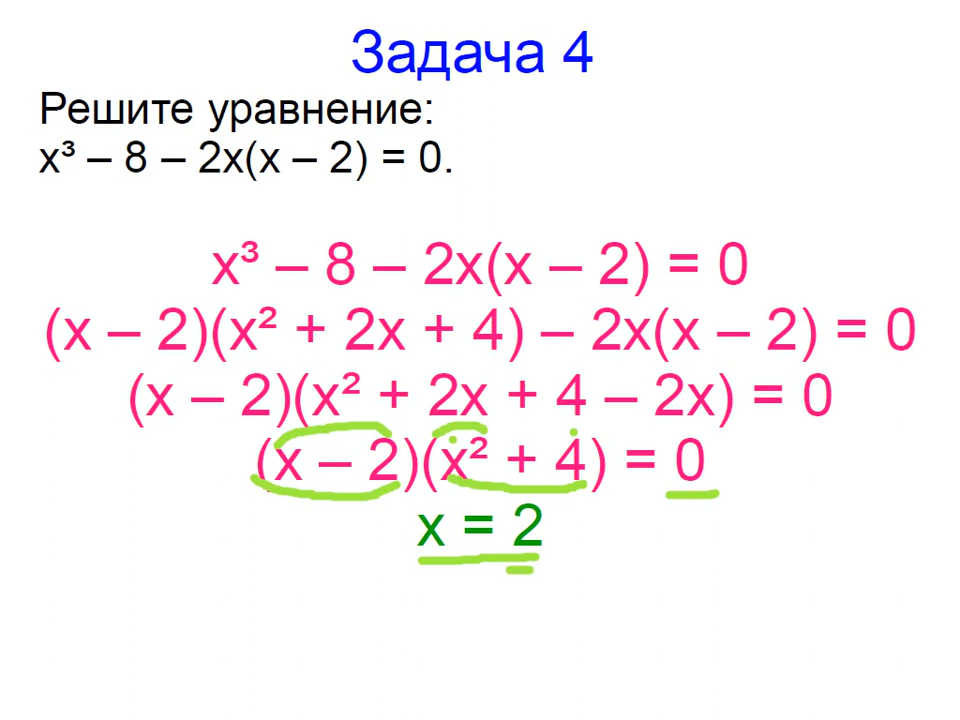 Задача 4
Решите уравнение:
x³ – 8 – 2x(x – 2) = 0.
x³ – 8 – 2x(x – 2) = 0
(x – 2)(x² + 2x + 4) – 2x(x – 2) = 0
(x – 2)(x² + 2x + 4 – 2x) = 0
(x – 2)(x² + 4) = 0
x = 2